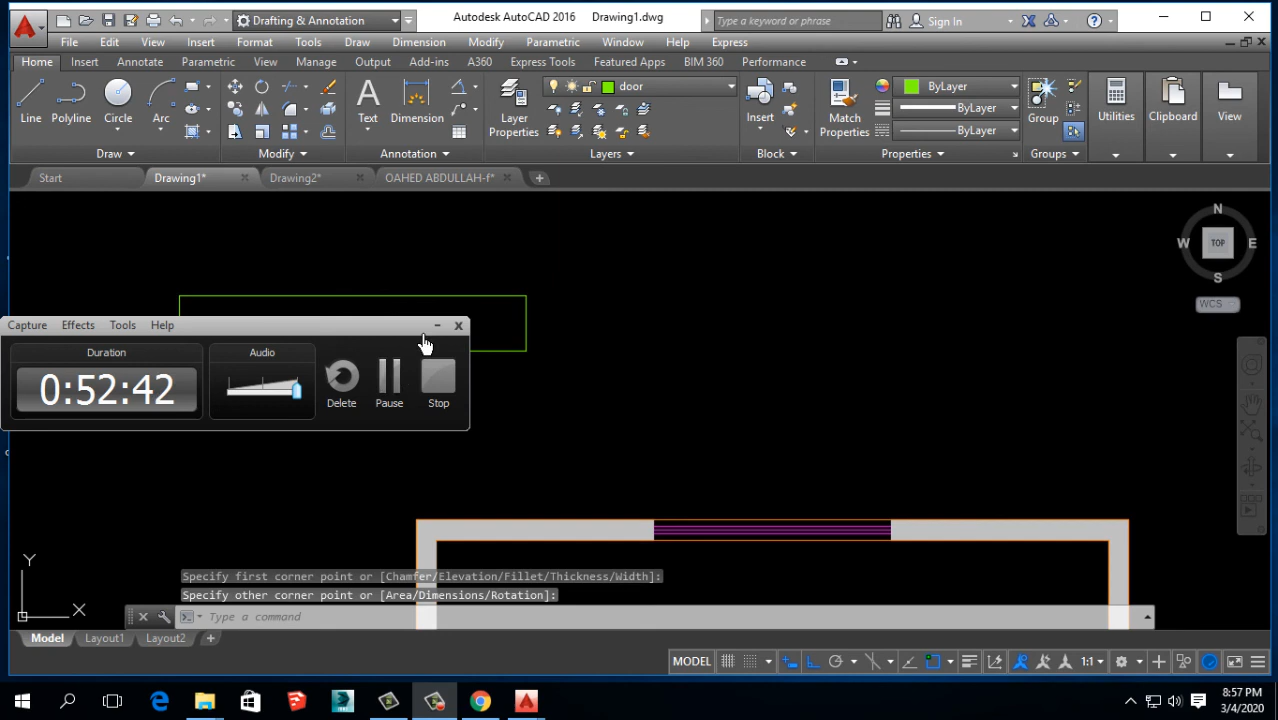 Drafting & Annotation
Autodesk AutoCAD 2016 Drawing1.dwg
Type a keyword or phrase
Sign In
File Edit View Insert Format Tools Draw Dimension Modify Parametric Window Help Express
Home Insert Annotate Parametric View Manage Output Add-ins A360 Express Tools Featured Apps BIM 360 Performance
door
ByLayer
ByLayer
ByLayer
Line Polyline Circle Arc
Text Dimension
Layer Properties
Insert
Match Properties
Group
Utilities Clipboard View
Draw Modify Annotation Layers Block Properties Groups
Start Drawing1* Drawing2* OAHED ABDULLAH-f*
N
W TOP E
S
WCS
Capture Effects Tools Help
Duration Audio
0:52:42
Delete Pause Stop
Y
X
Specify first corner point or [Chamfer/Elevation/Fillet/Thickness/Width]:
Specify other corner point or [Area/Dimensions/Rotation]:
Type a command
Model Layout1 Layout2
MODEL 1:1
8:57 PM
3/4/2020